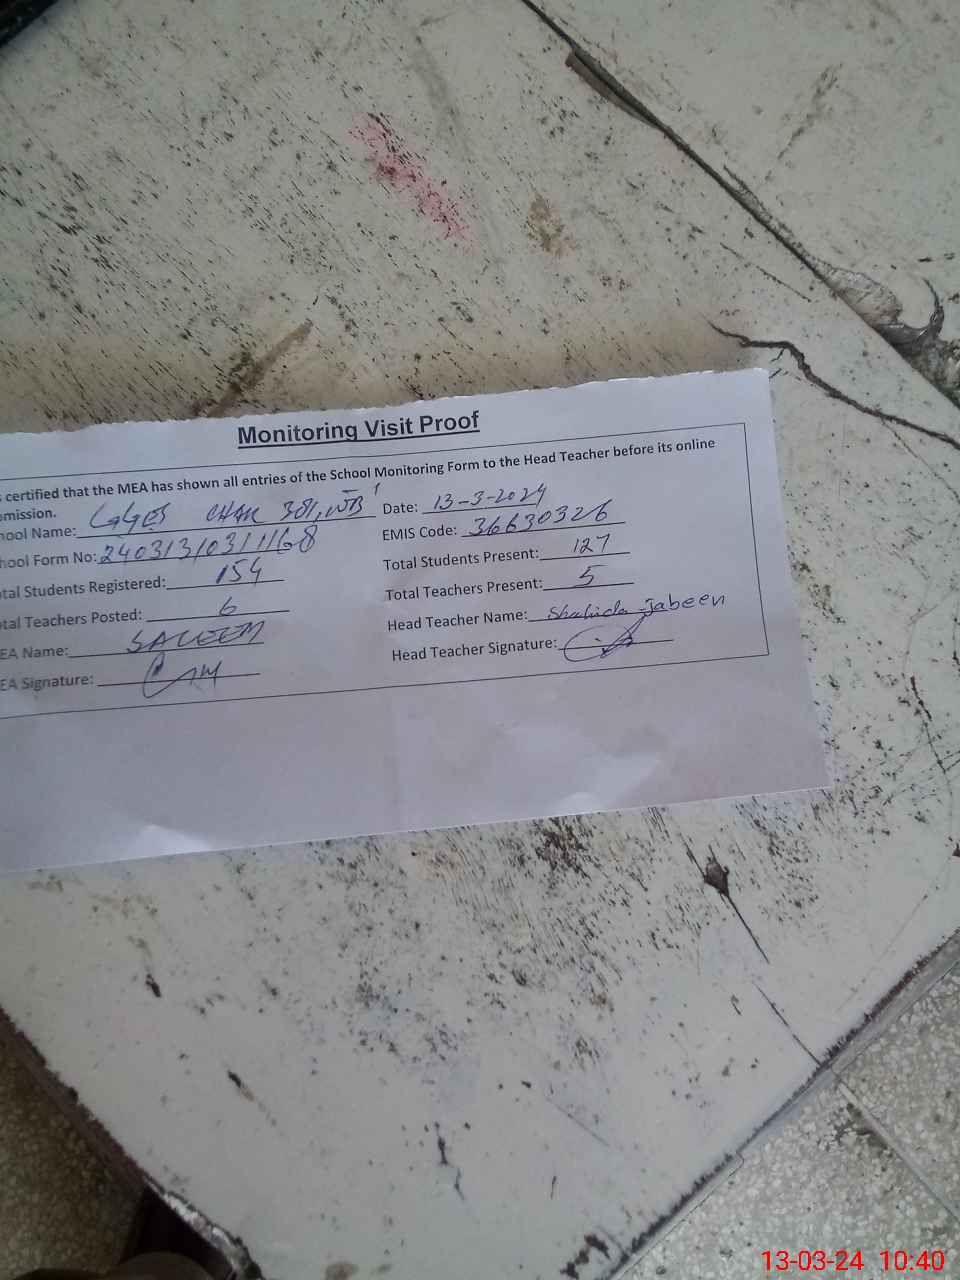 Monitoring Visit Proof
certified that the MEA has shown all entries of the School Monitoring Form to the Head Teacher before its online
mission.
hool Name: GGES CHAK 381, WB Date: 13-3-2024
hool Form No: 24031310311168 EMIS Code: 36630326
tal Students Registered: 154 Total Students Present: 127
tal Teachers Posted: 6 Total Teachers Present: 5
EA Name: SALEEM Head Teacher Name: Shahida Jabeen
EA Signature: Head Teacher Signature:
13-03-24 10:40